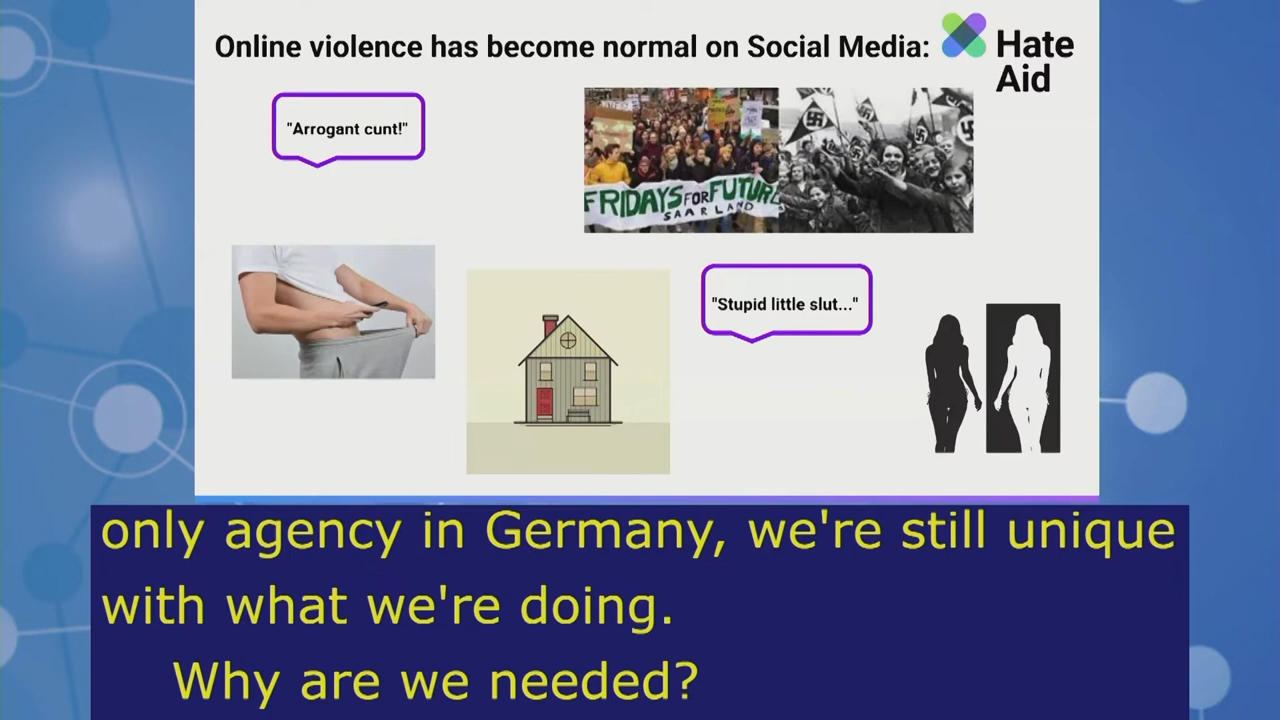 Online violence has become normal on Social Media:
Hate
Aid
"Arrogant cunt!"
FRIDAYS FOR FUTURE
SAARLAND
"Stupid little slut..."
only agency in Germany, we're still unique
with what we're doing.
Why are we needed?